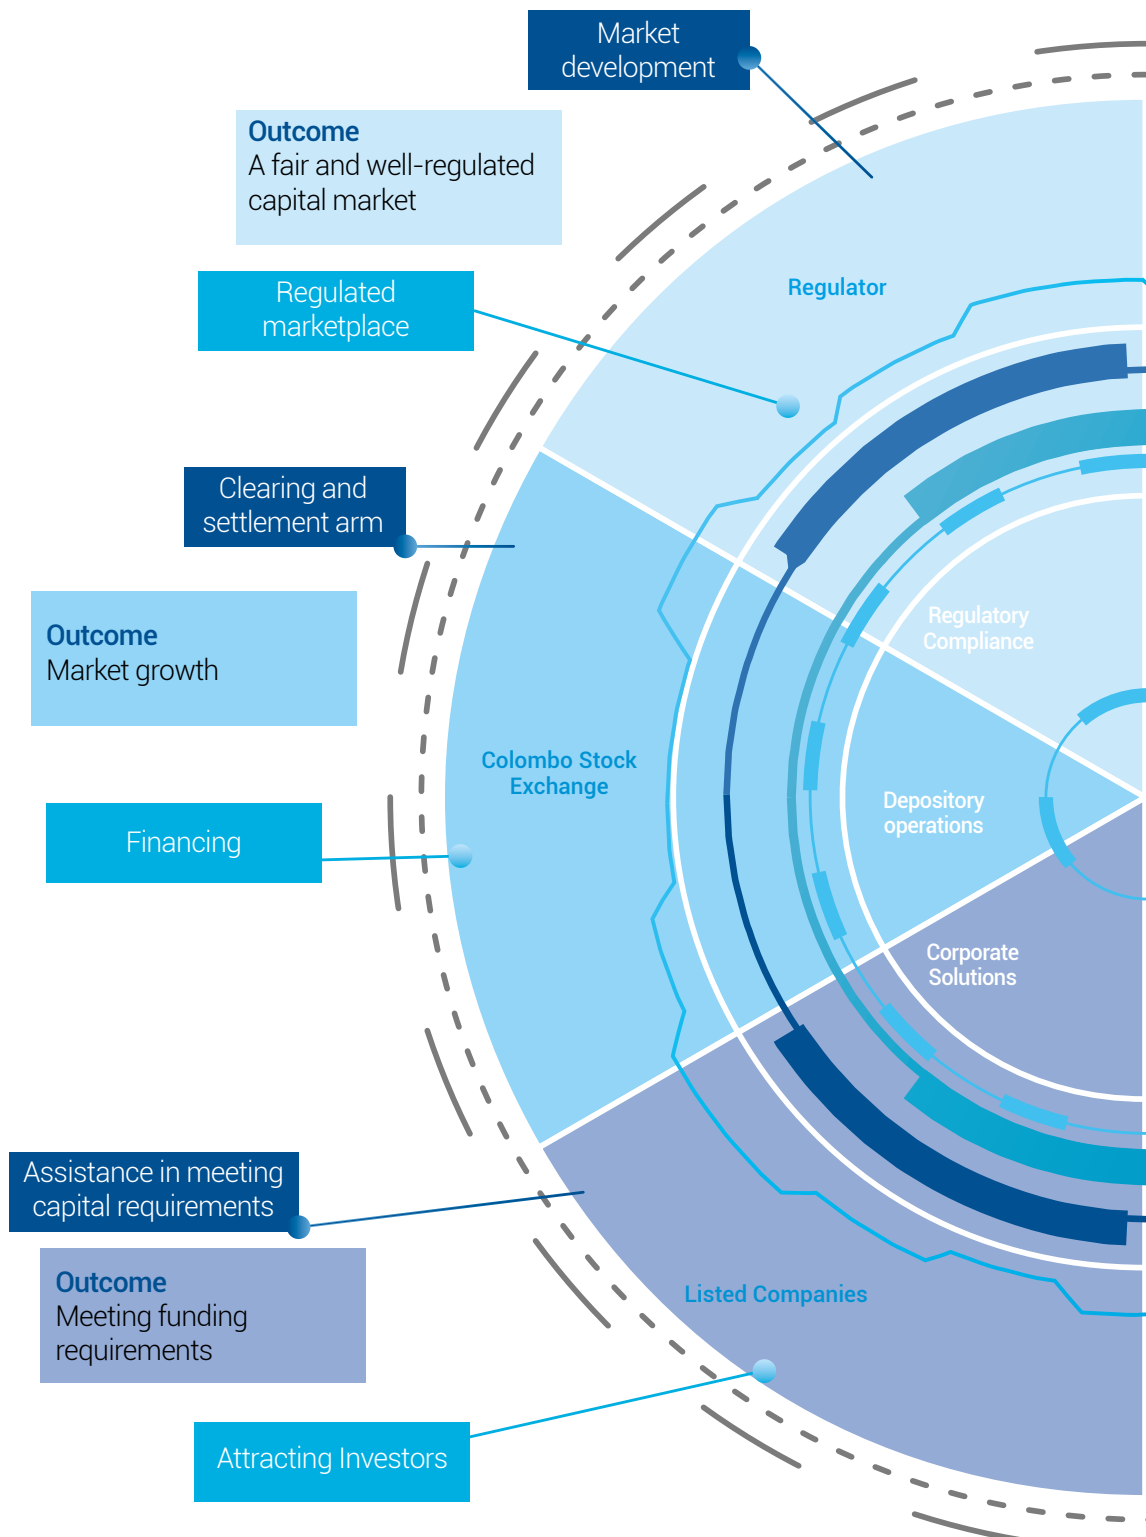 Market
development
Outcome
A fair and well-regulated
capital market
Regulated
marketplace
Regulator
Clearing and
settlement arm
Regulatory
Compliance
Outcome
Market growth
Colombo Stock
Exchange
Depository
operations
Financing
Corporate
Solutions
Assistance in meeting
capital requirements
Outcome
Meeting funding
requirements
Listed Companies
Attracting Investors